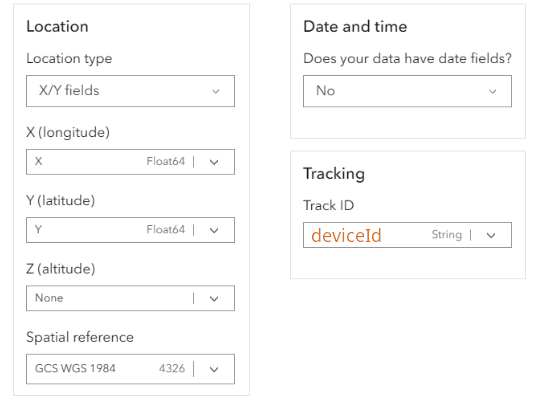 Location
Location type
X/Y fields
X (longitude)
X Float64
Y (latitude)
Y Float64
Z (altitude)
None
Spatial reference
GCS WGS 1984 4326
Date and time
Does your data have date fields?
No
Tracking
Track ID
deviceId String